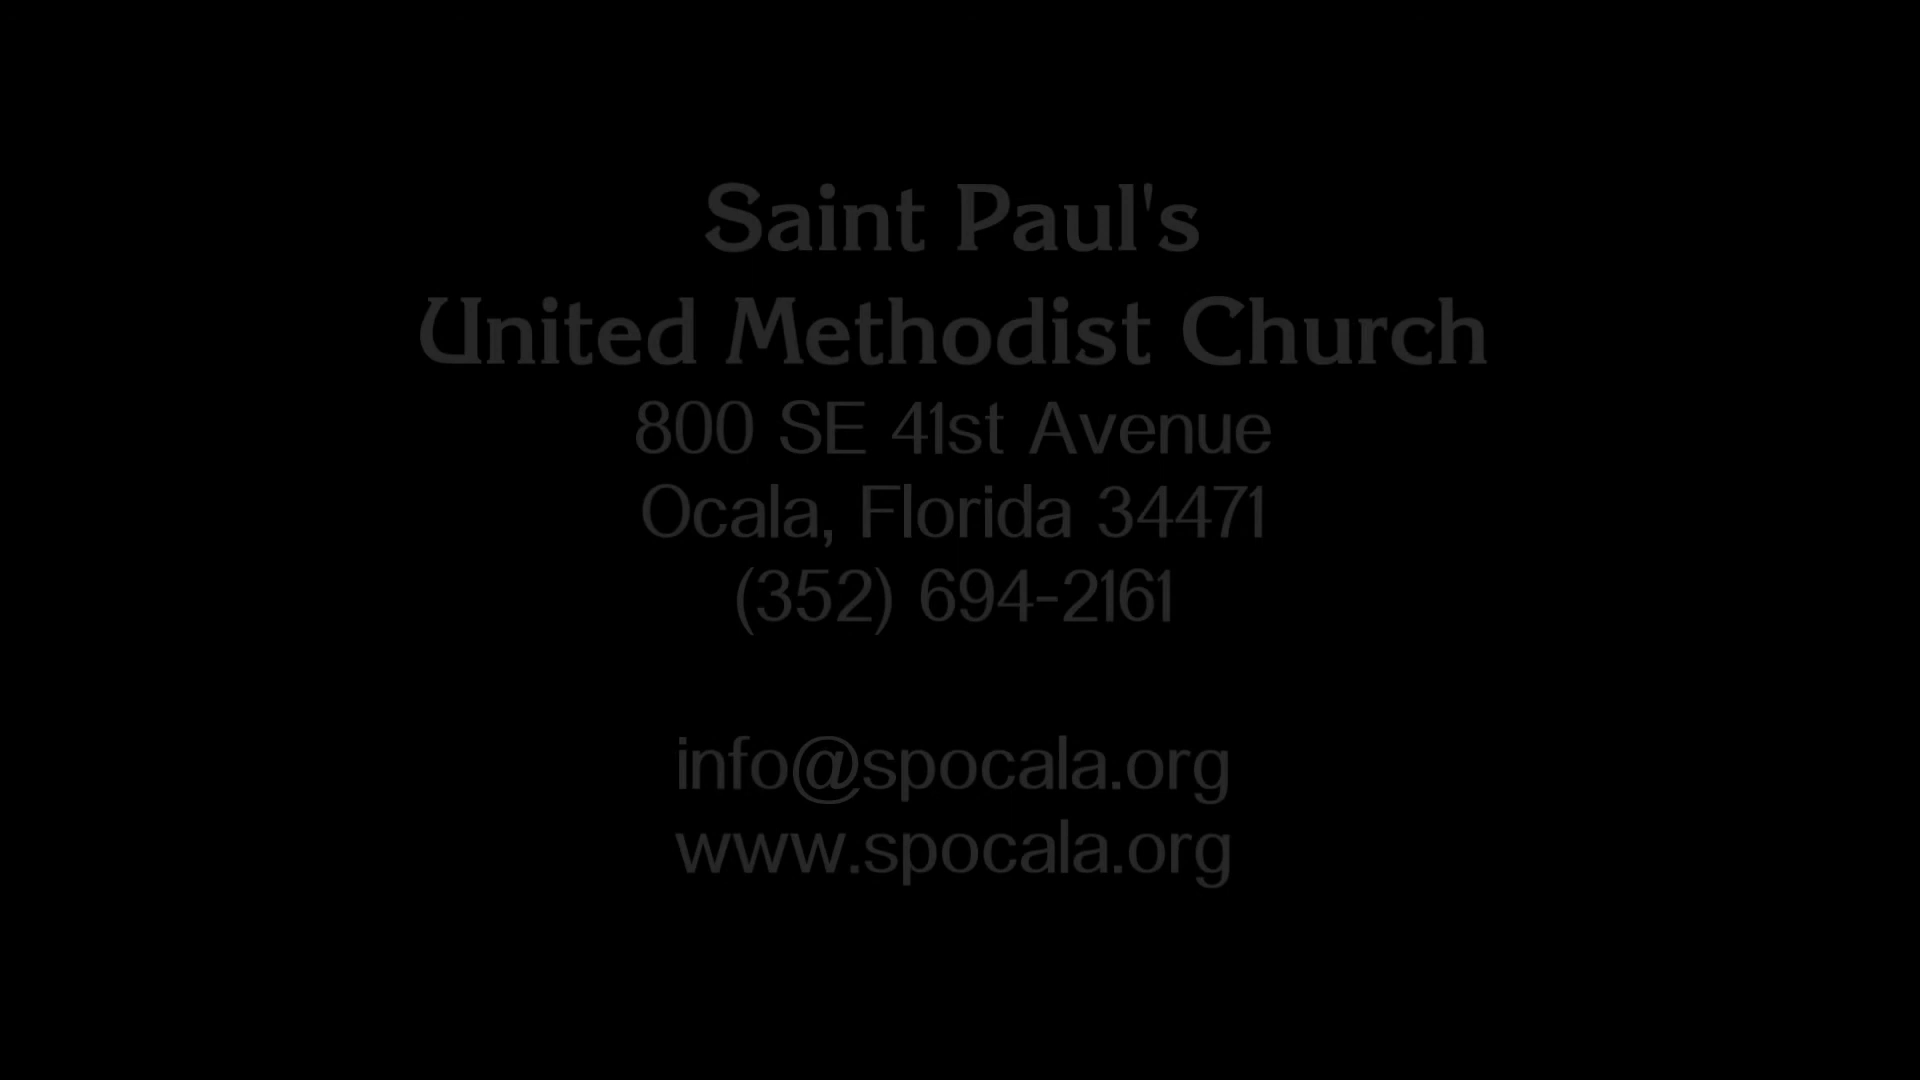 Saint Paul's
United Methodist Church
800 SE 41st Avenue
Ocala, Florida 34471
(352) 694-2161
info@spocala.org
www.spocala.org